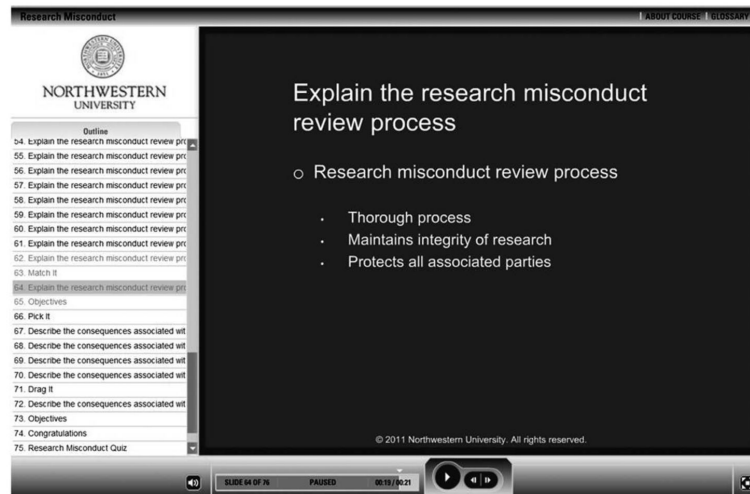 Research Misconduct
ABOUT COURSE
GLOSSARY
NORTHWESTERN
UNIVERSITY
Outline
54. Explain the research misconduct review pro
55. Explain the research misconduct review pro
56. Explain the research misconduct review pro
57. Explain the research misconduct review pro
58. Explain the research misconduct review pro
59. Explain the research misconduct review pro
60. Explain the research misconduct review pro
61. Explain the research misconduct review pro
62. Explain the research misconduct review pro
63. Match It
64. Explain the research misconduct review pro
65. Objectives
66. Pick It
67. Describe the consequences associated wit
68. Describe the consequences associated wit
69. Describe the consequences associated wit
70. Describe the consequences associated wit
71. Drag It
72. Describe the consequences associated wit
73. Objectives
74. Congratulations
75. Research Misconduct Quiz
Explain the research misconduct
review process
Research misconduct review process
Thorough process
Maintains integrity of research
Protects all associated parties
© 2011 Northwestern University. All rights reserved.
SLIDE 64 OF 76
PAUSED
00:19 / 00:21